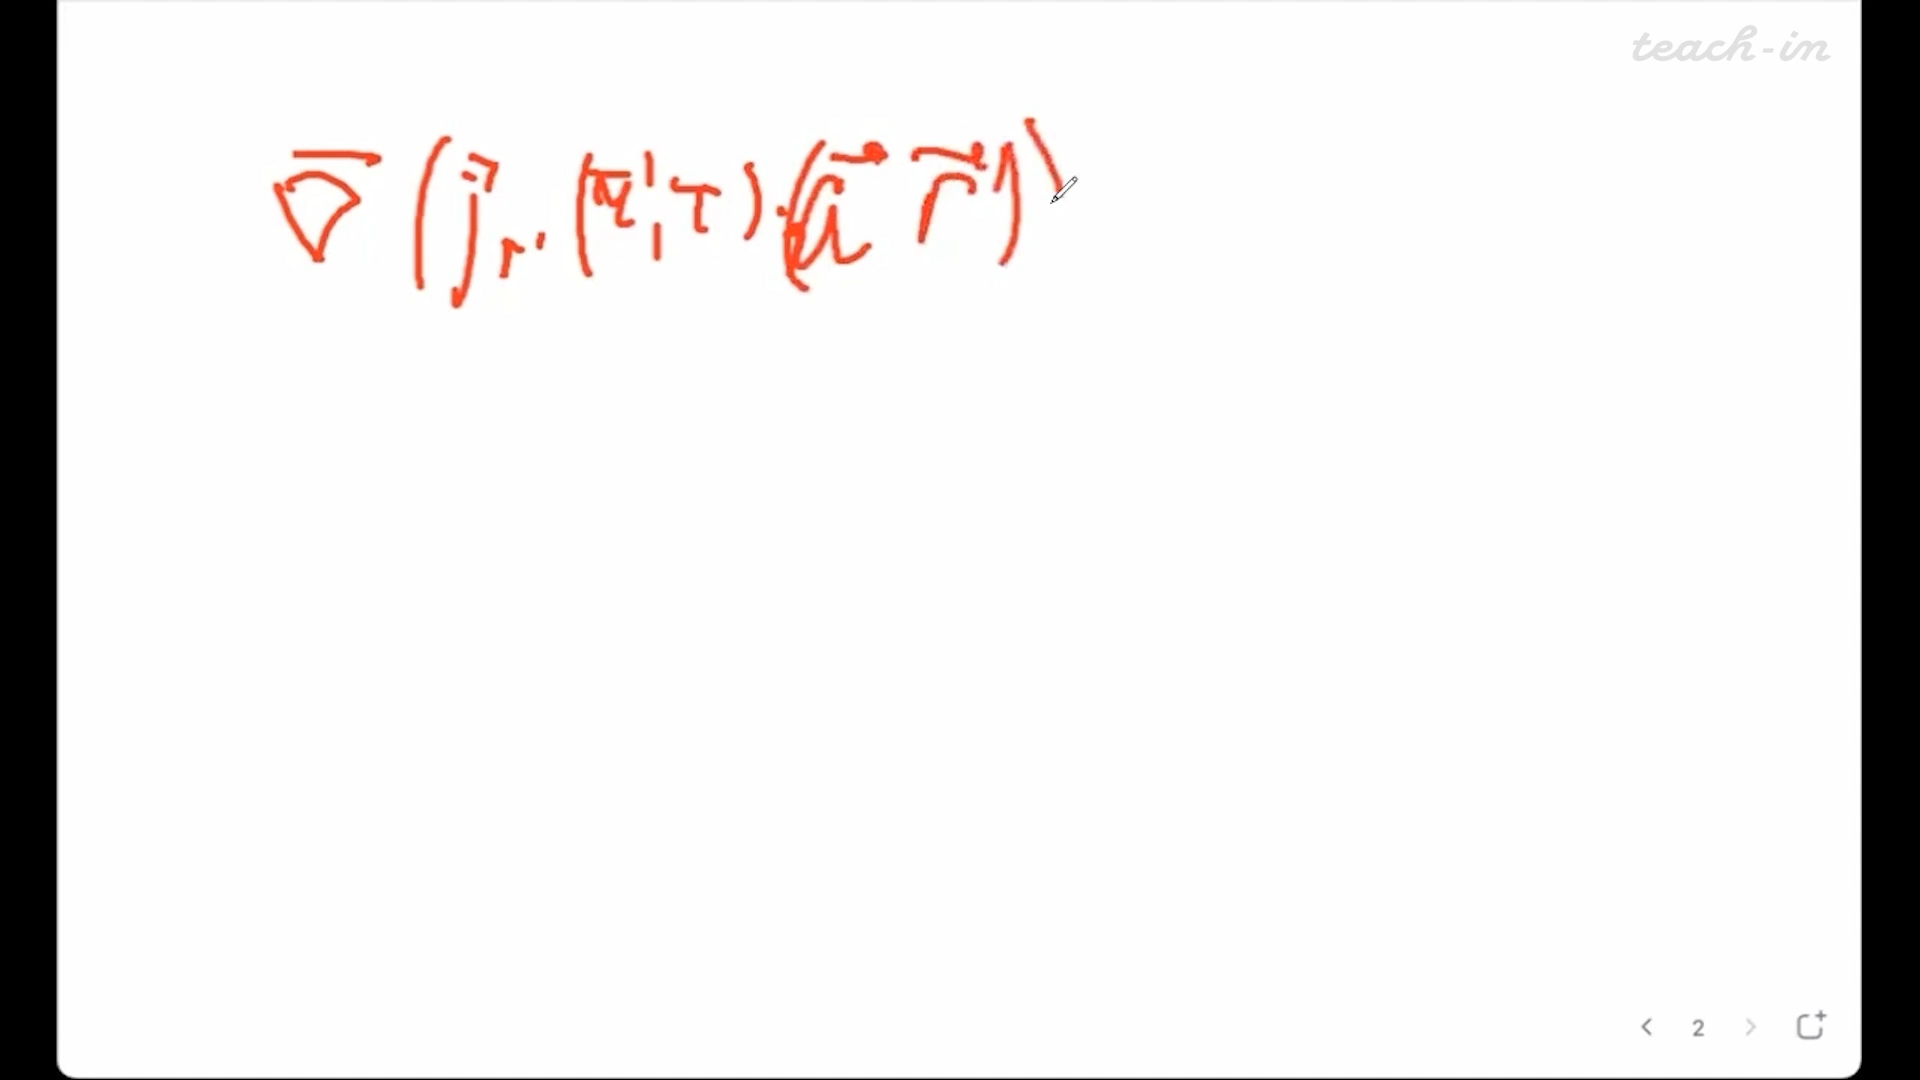 teach-in
∇⃗ (j⃗ᵣ′ (r̄′, τ) · (a⃗ r⃗))
2